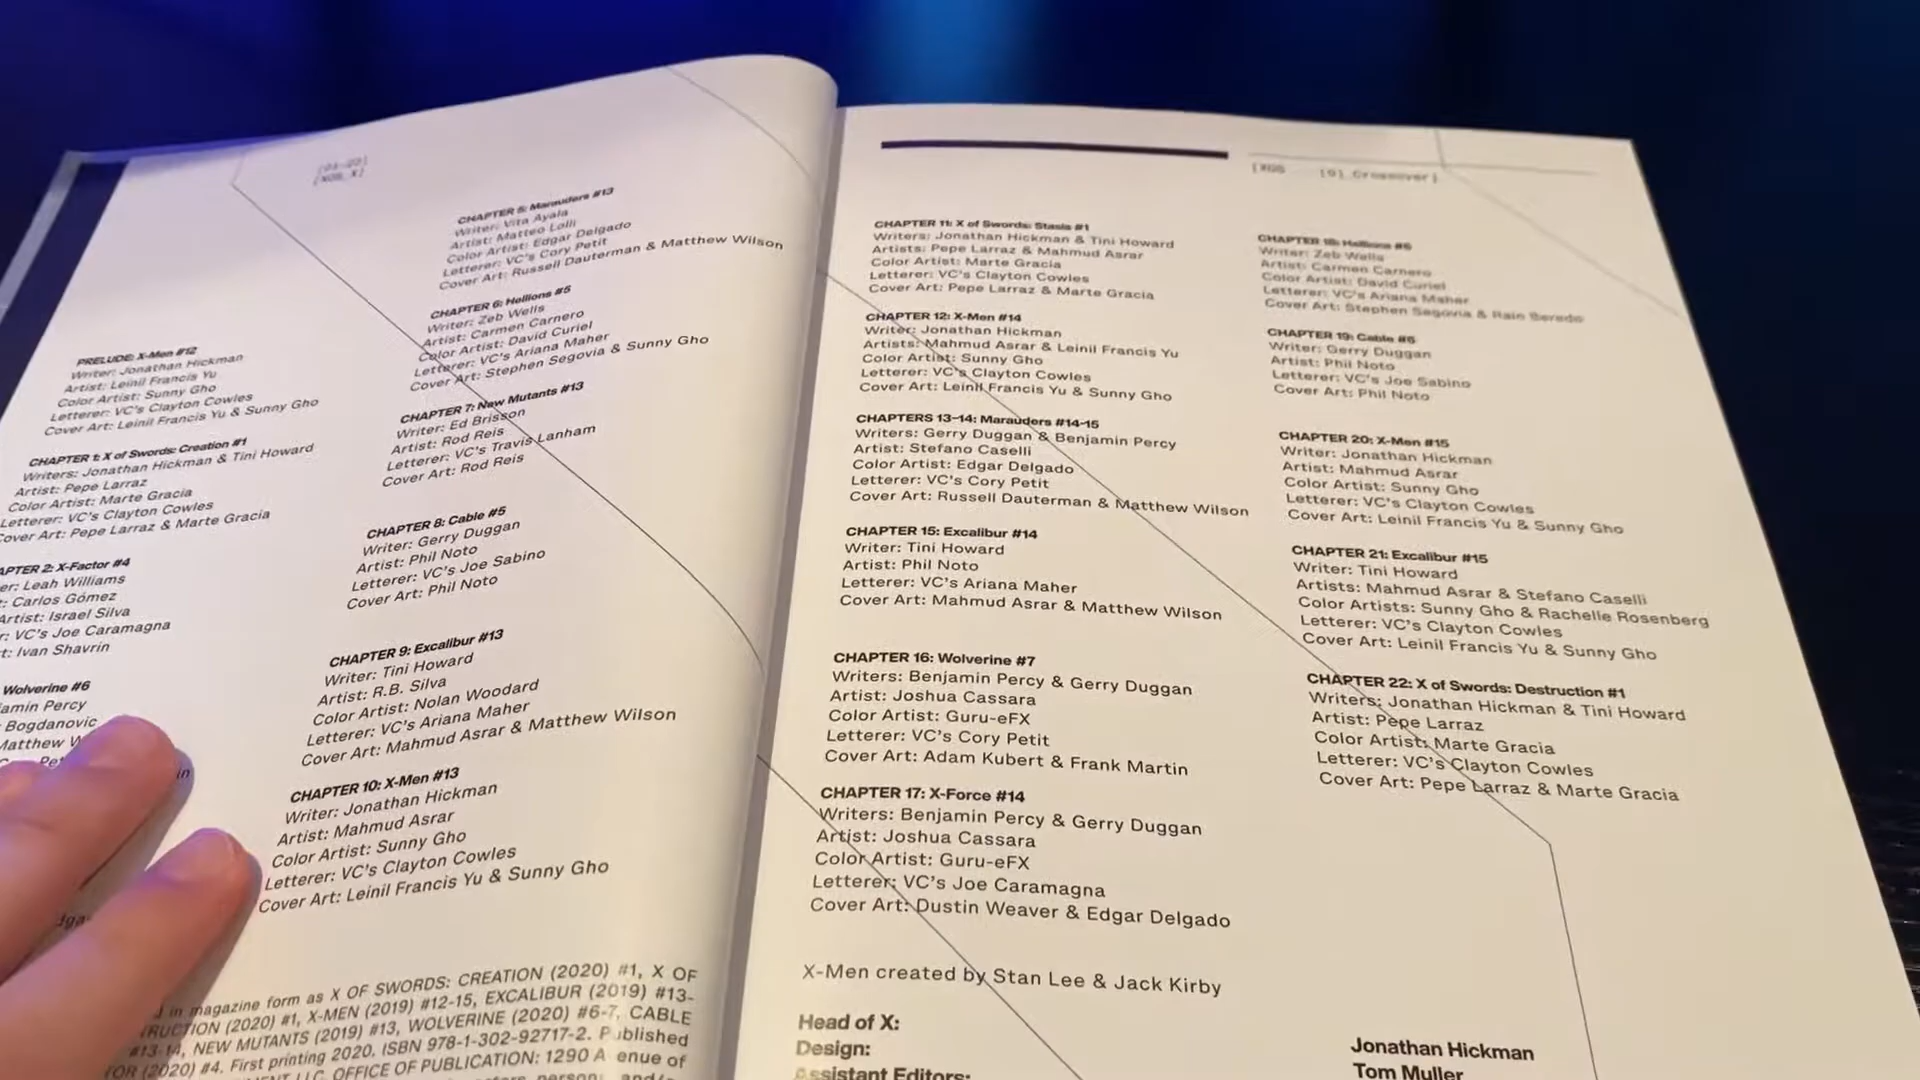 [01-22]
[XOS_X]
PRELUDE: X-Men #12
Writer: Jonathan Hickman
Artist: Leinil Francis Yu
Color Artist: Sunny Gho
Letterer: VC's Clayton Cowles
Cover Art: Leinil Francis Yu & Sunny Gho
CHAPTER 1: X of Swords: Creation #1
Writers: Jonathan Hickman & Tini Howard
Artist: Pepe Larraz
Color Artist: Marte Gracia
Letterer: VC's Clayton Cowles
Cover Art: Pepe Larraz & Marte Gracia
APTER 2: X-Factor #4
er: Leah Williams
t: Carlos Gómez
Artist: Israel Silva
r: VC's Joe Caramagna
rt: Ivan Shavrin
Wolverine #6
amin Percy
Bogdanovic
Matthew W
CHAPTER 5: Marauders #13
Writer: Vita Ayala
Artist: Matteo Lolli
Color Artist: Edgar Delgado
Letterer: VC's Cory Petit
Cover Art: Russell Dauterman & Matthew Wilson
CHAPTER 6: Hellions #5
Writer: Zeb Wells
Artist: Carmen Carnero
Color Artist: David Curiel
Letterer: VC's Ariana Maher
Cover Art: Stephen Segovia & Sunny Gho
CHAPTER 7: New Mutants #13
Writer: Ed Brisson
Artist: Rod Reis
Letterer: VC's Travis Lanham
Cover Art: Rod Reis
CHAPTER 8: Cable #5
Writer: Gerry Duggan
Artist: Phil Noto
Letterer: VC's Joe Sabino
Cover Art: Phil Noto
CHAPTER 9: Excalibur #13
Writer: Tini Howard
Artist: R.B. Silva
Color Artist: Nolan Woodard
Letterer: VC's Ariana Maher
Cover Art: Mahmud Asrar & Matthew Wilson
CHAPTER 10: X-Men #13
Writer: Jonathan Hickman
Artist: Mahmud Asrar
Color Artist: Sunny Gho
Letterer: VC's Clayton Cowles
Cover Art: Leinil Francis Yu & Sunny Gho
d in magazine form as X OF SWORDS: CREATION (2020) #1, X OF
RUCTION (2020) #1, X-MEN (2019) #12-15, EXCALIBUR (2019) #13-
#13-14, NEW MUTANTS (2019) #13, WOLVERINE (2020) #6-7, CABLE
OR (2020) #4. First printing 2020. ISBN 978-1-302-92717-2. Published
MENT LLC. OFFICE OF PUBLICATION: 1290 A enue of
[XOS [0] Crossover]
CHAPTER 11: X of Swords: Stasis #1
Writers: Jonathan Hickman & Tini Howard
Artists: Pepe Larraz & Mahmud Asrar
Color Artist: Marte Gracia
Letterer: VC's Clayton Cowles
Cover Art: Pepe Larraz & Marte Gracia
CHAPTER 12: X-Men #14
Writer: Jonathan Hickman
Artists: Mahmud Asrar & Leinil Francis Yu
Color Artist: Sunny Gho
Letterer: VC's Clayton Cowles
Cover Art: Leinil Francis Yu & Sunny Gho
CHAPTERS 13-14: Marauders #14-15
Writers: Gerry Duggan & Benjamin Percy
Artist: Stefano Caselli
Color Artist: Edgar Delgado
Letterer: VC's Cory Petit
Cover Art: Russell Dauterman & Matthew Wilson
CHAPTER 15: Excalibur #14
Writer: Tini Howard
Artist: Phil Noto
Letterer: VC's Ariana Maher
Cover Art: Mahmud Asrar & Matthew Wilson
CHAPTER 16: Wolverine #7
Writers: Benjamin Percy & Gerry Duggan
Artist: Joshua Cassara
Color Artist: Guru-eFX
Letterer: VC's Cory Petit
Cover Art: Adam Kubert & Frank Martin
CHAPTER 17: X-Force #14
Writers: Benjamin Percy & Gerry Duggan
Artist: Joshua Cassara
Color Artist: Guru-eFX
Letterer: VC's Joe Caramagna
Cover Art: Dustin Weaver & Edgar Delgado
CHAPTER 18: Hellions #6
Writer: Zeb Wells
Artist: Carmen Carnero
Color Artist: David Curiel
Letterer: VC's Ariana Maher
Cover Art: Stephen Segovia & Rain Beredo
CHAPTER 19: Cable #6
Writer: Gerry Duggan
Artist: Phil Noto
Letterer: VC's Joe Sabino
Cover Art: Phil Noto
CHAPTER 20: X-Men #15
Writer: Jonathan Hickman
Artist: Mahmud Asrar
Color Artist: Sunny Gho
Letterer: VC's Clayton Cowles
Cover Art: Leinil Francis Yu & Sunny Gho
CHAPTER 21: Excalibur #15
Writer: Tini Howard
Artists: Mahmud Asrar & Stefano Caselli
Color Artists: Sunny Gho & Rachelle Rosenberg
Letterer: VC's Clayton Cowles
Cover Art: Leinil Francis Yu & Sunny Gho
CHAPTER 22: X of Swords: Destruction #1
Writers: Jonathan Hickman & Tini Howard
Artist: Pepe Larraz
Color Artist: Marte Gracia
Letterer: VC's Clayton Cowles
Cover Art: Pepe Larraz & Marte Gracia
X-Men created by Stan Lee & Jack Kirby
Head of X: Jonathan Hickman
Design: Tom Muller
Assistant Editors: